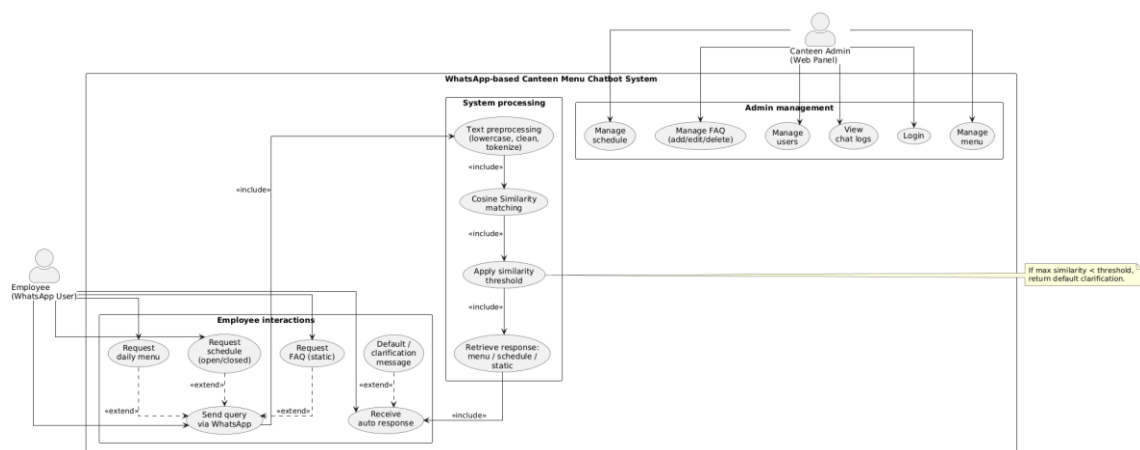 Canteen Admin
(Web Panel)
WhatsApp-based Canteen Menu Chatbot System
System processing
Text preprocessing
(lowercase, clean,
tokenize)
«include»
Cosine Similarity
matching
«include»
Apply similarity
threshold
«include»
Retrieve response:
menu / schedule /
static
«include»
Admin management
Manage
schedule
Manage FAQ
(add/edit/delete)
Manage
users
View
chat logs
Login
Manage
menu
«include»
If max similarity < threshold,
return default clarification.
Employee
(WhatsApp User)
Employee interactions
Request
daily menu
Request
schedule
(open/closed)
Request
FAQ (static)
Default /
clarification
message
«extend»
«extend»
«extend»
«extend»
Send query
via WhatsApp
Receive
auto response